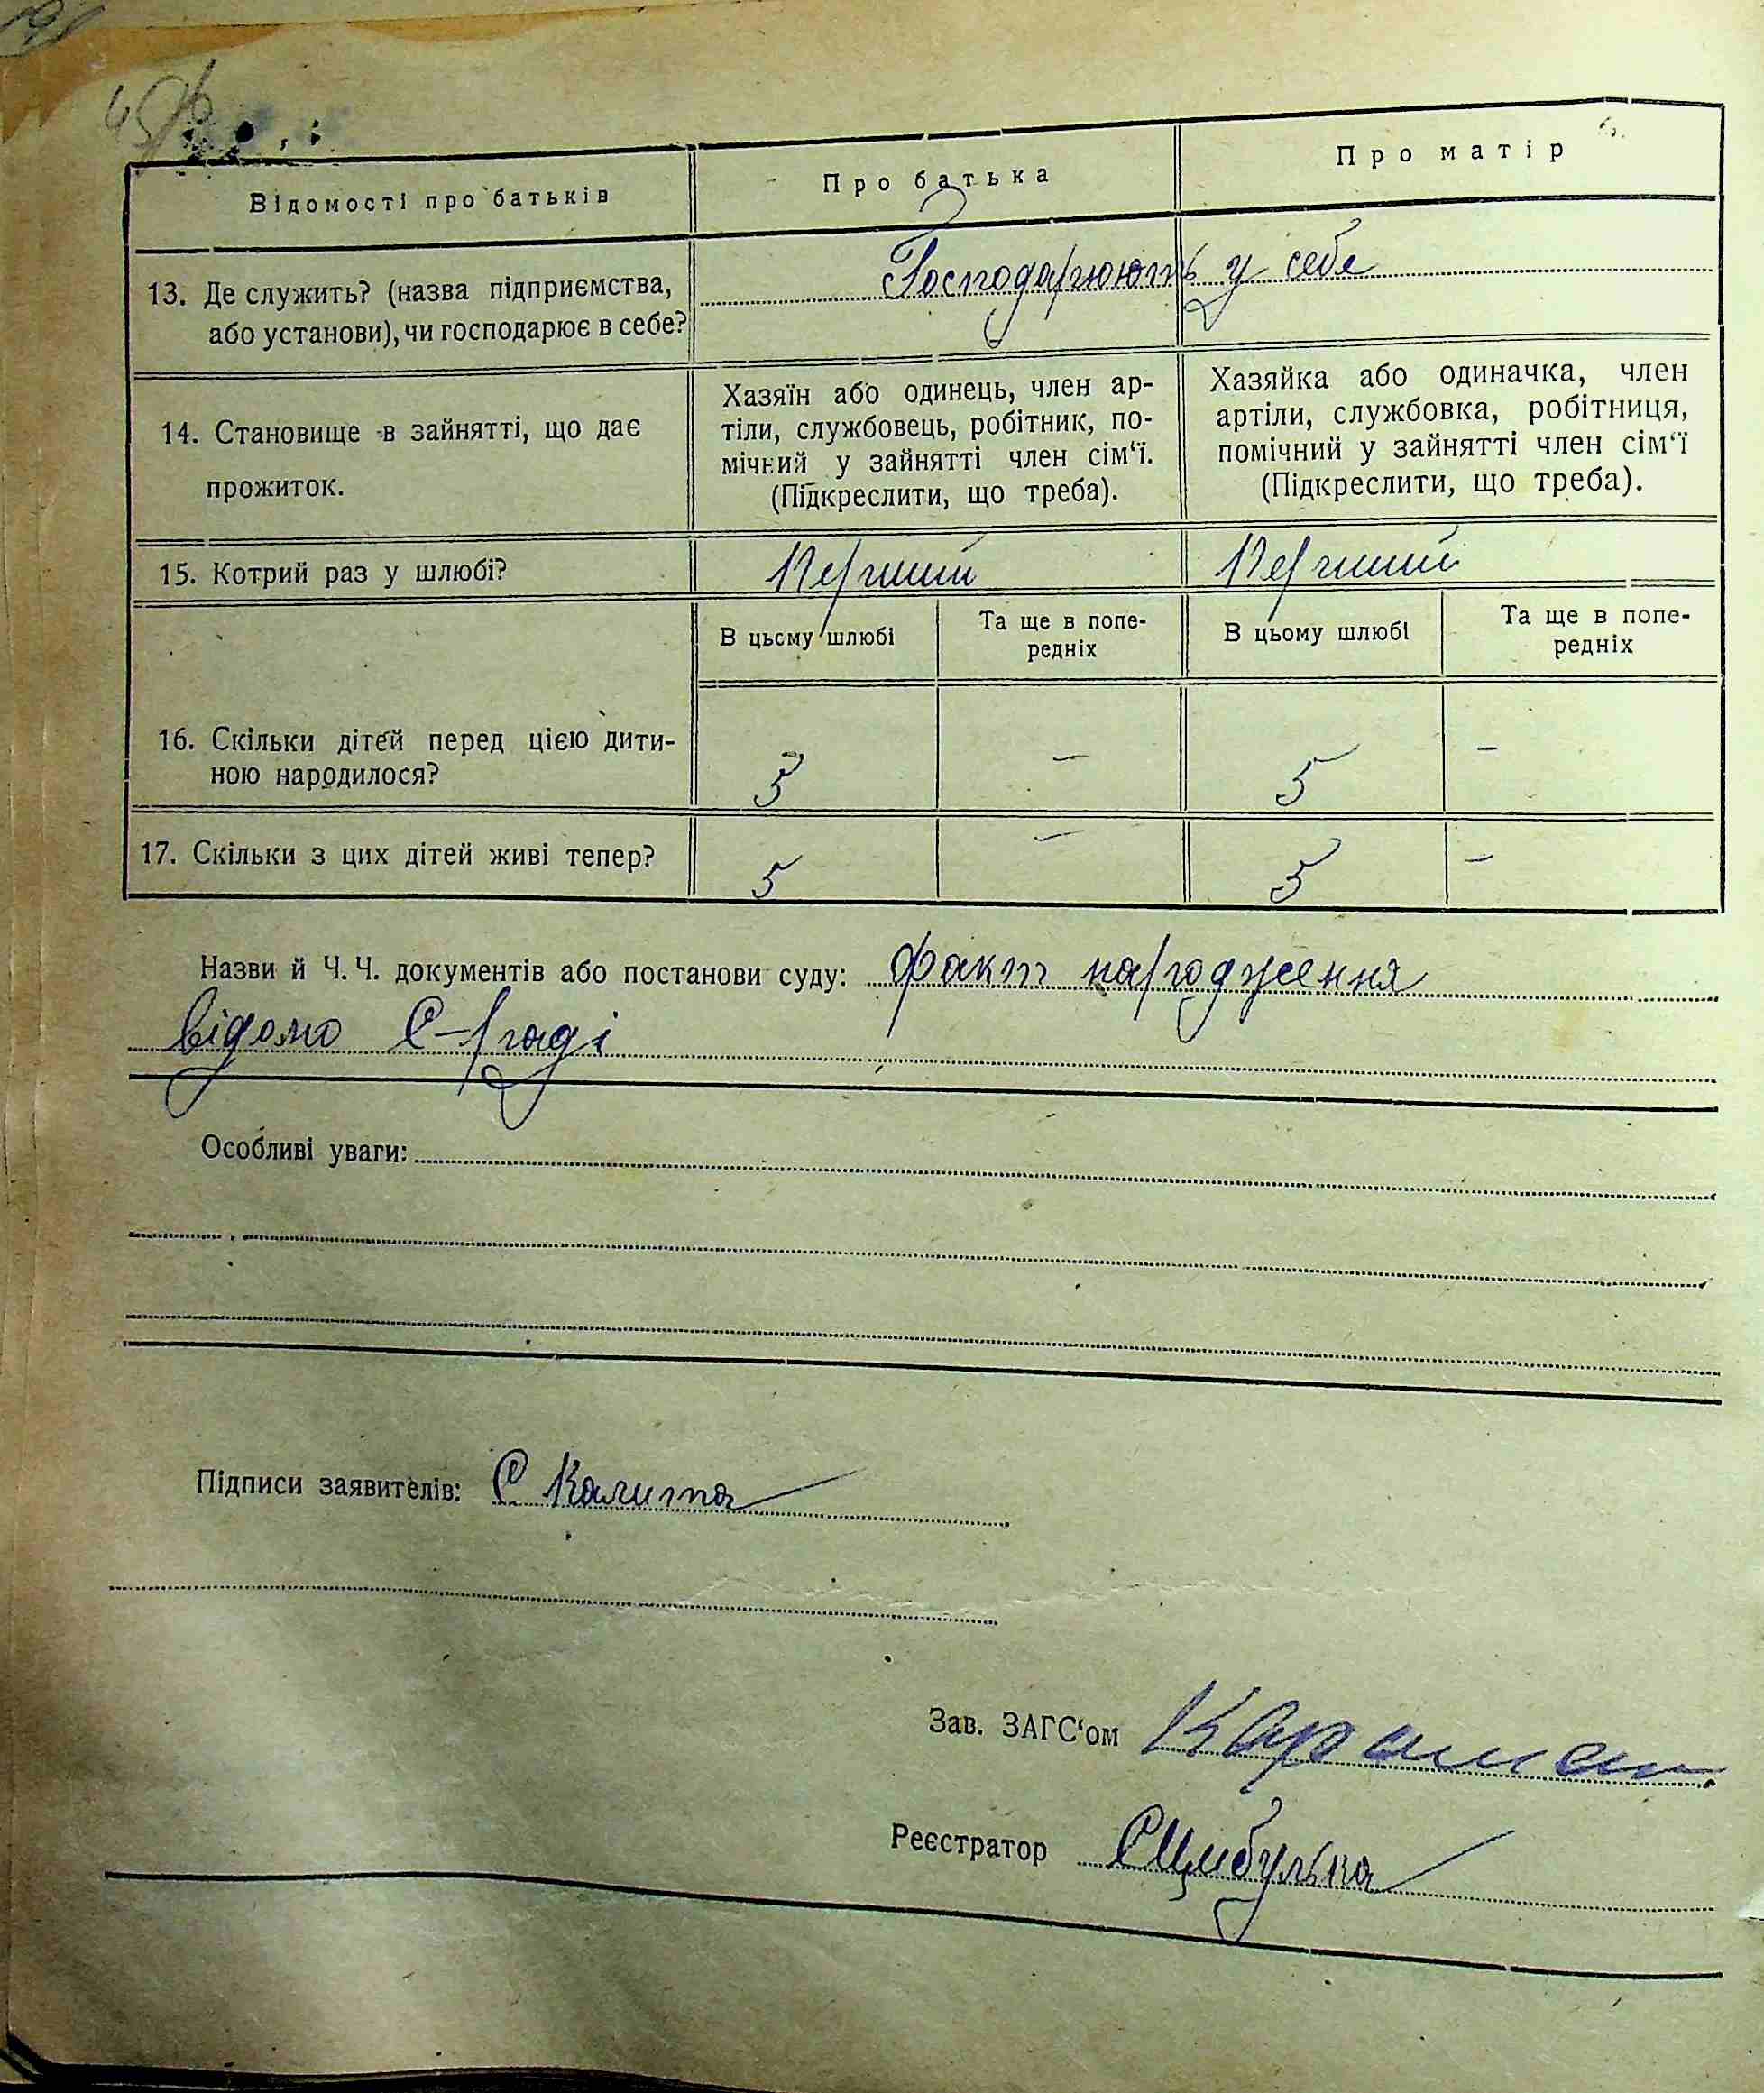 45
Відомості про батьків
Про батька
Про матір
13. Де служить? (назва підприємства,
або установи), чи господарює в себе?
Господарюють у себе
14. Становище в зайнятті, що дає
прожиток.
Хазяїн або одинець, член ар-
тіли, службовець, робітник, по-
мічний у зайнятті член сім‘ї.
(Підкреслити, що треба).
Хазяйка або одиначка, член
артіли, службовка, робітниця,
помічний у зайнятті член сім‘ї
(Підкреслити, що треба).
15. Котрий раз у шлюбі?
Перший
Перший
В цьому шлюбі
Та ще в попе-
редніх
В цьому шлюбі
Та ще в попе-
редніх
16. Скільки дітей перед цією дити-
ною народилося?
5 – 5 –
17. Скільки з цих дітей живі тепер?
5 – 5 –
Назви й Ч. Ч. документів або постанови суду: факт народження
відомо С-раді
Особливі уваги:
Підписи заявителів: С Калита
Зав. ЗАГС‘ом
Реєстратор СЦибулька